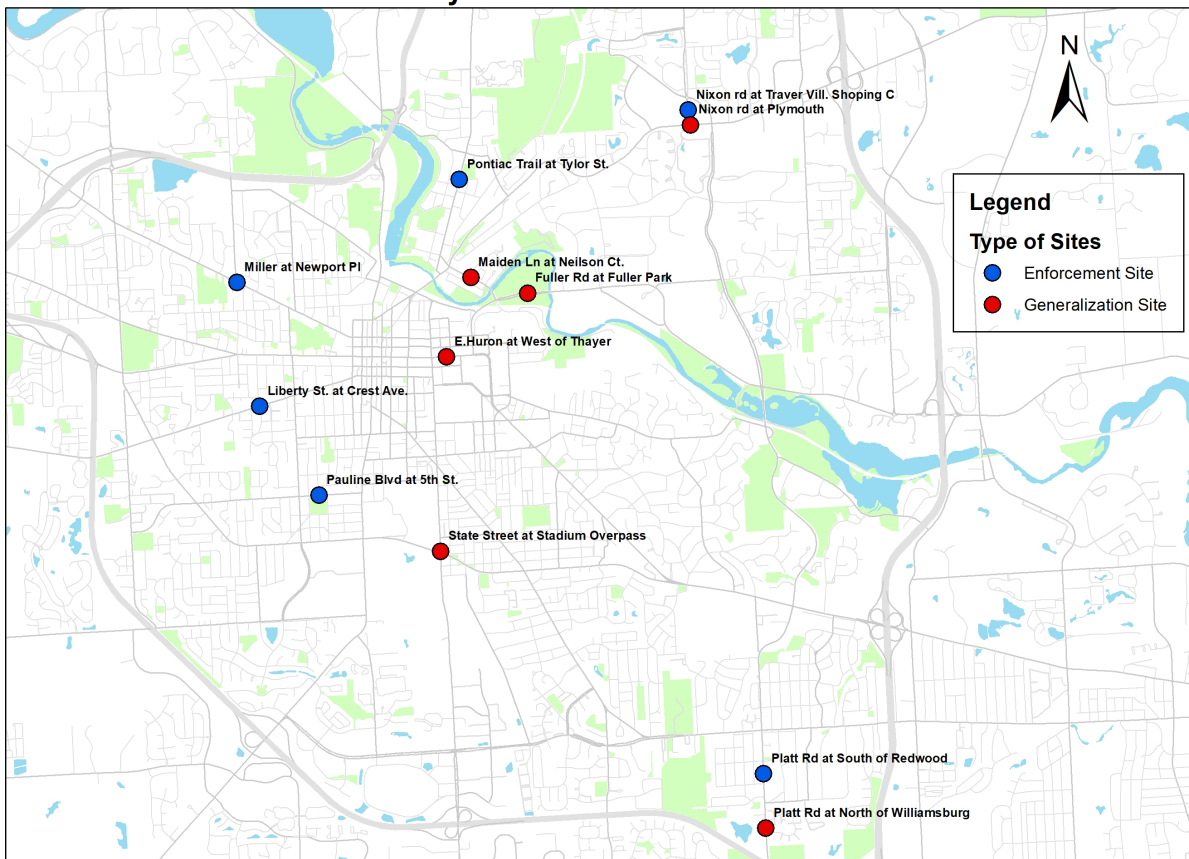 N
Nixon rd at Traver Vill. Shoping C
Nixon rd at Plymouth
Pontiac Trail at Tylor St.
Legend
Type of Sites
Enforcement Site
Generalization Site
Miller at Newport Pl
Maiden Ln at Neilson Ct.
Fuller Rd at Fuller Park
E.Huron at West of Thayer
Liberty St. at Crest Ave.
Pauline Blvd at 5th St.
State Street at Stadium Overpass
Platt Rd at South of Redwood
Platt Rd at North of Williamsburg